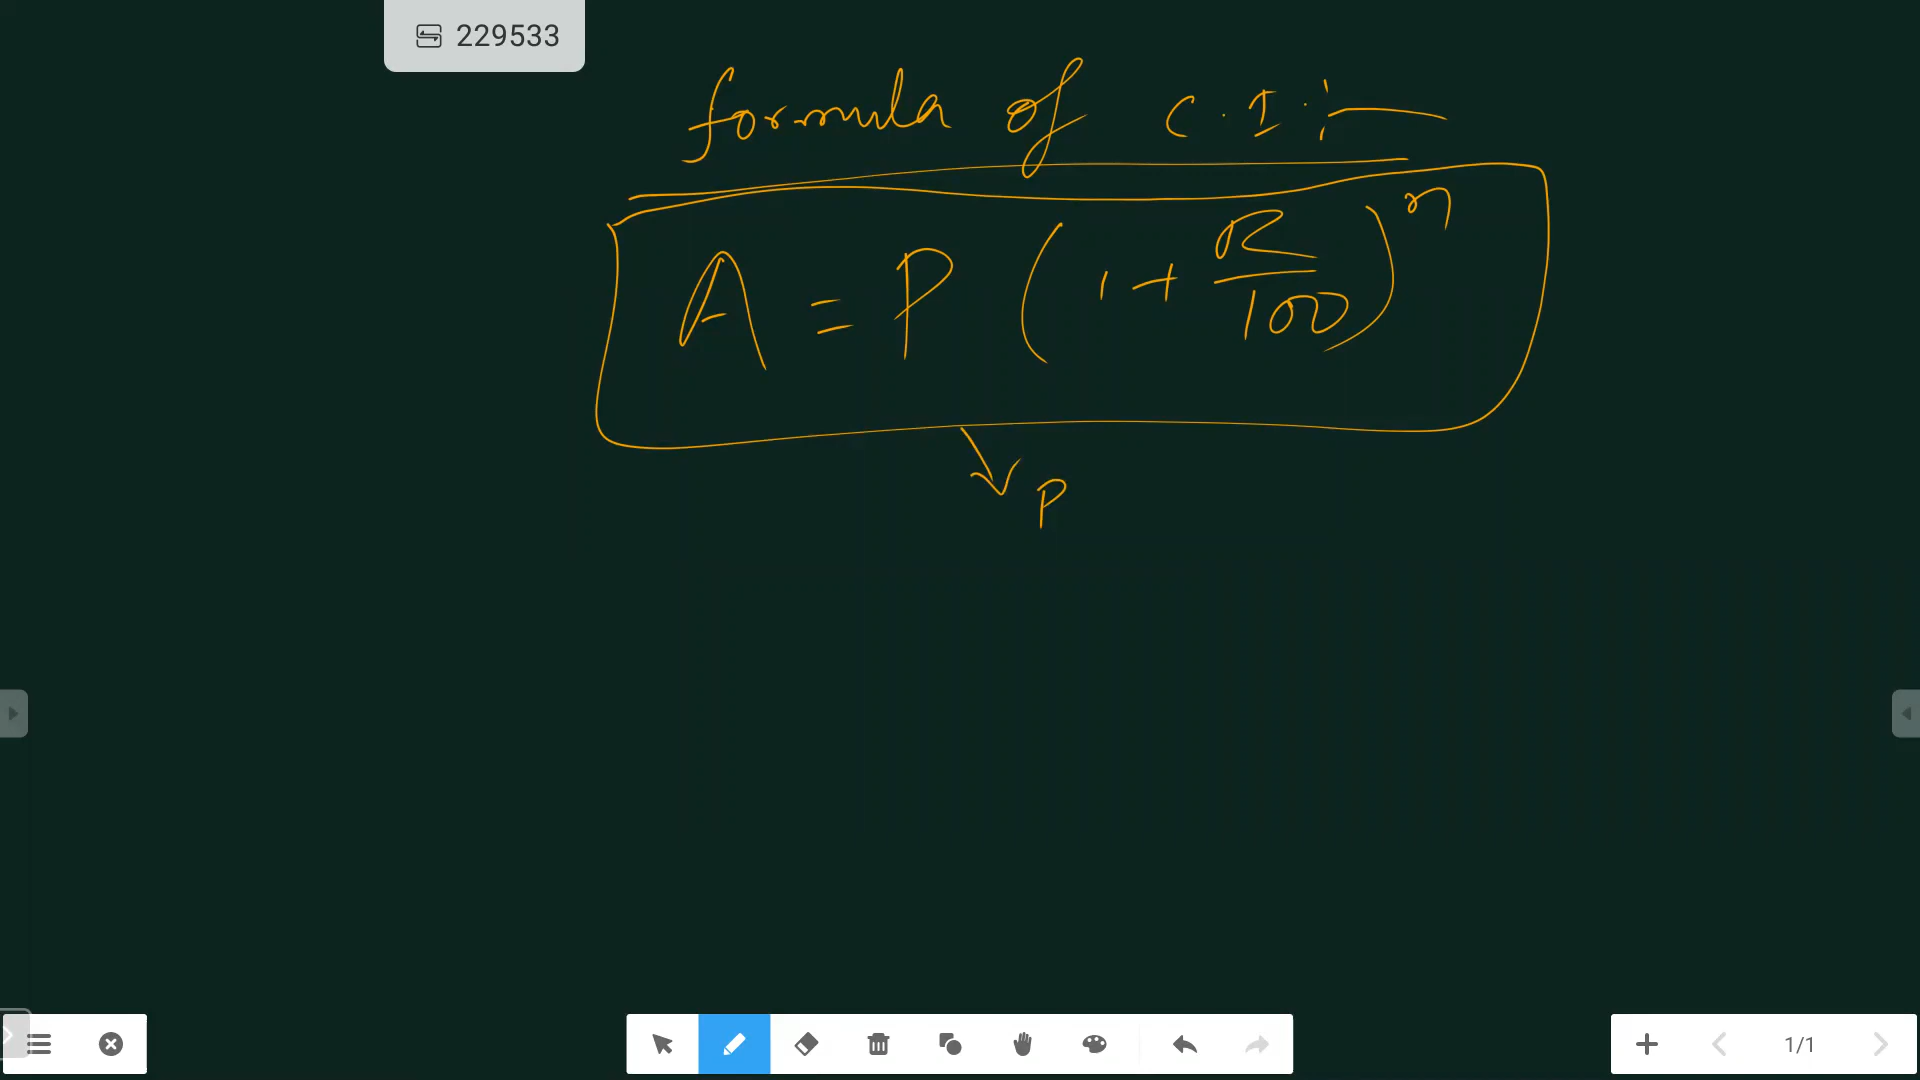 229533
formula of C.I :—
A = P (1 + R/100)^n
P
1/1